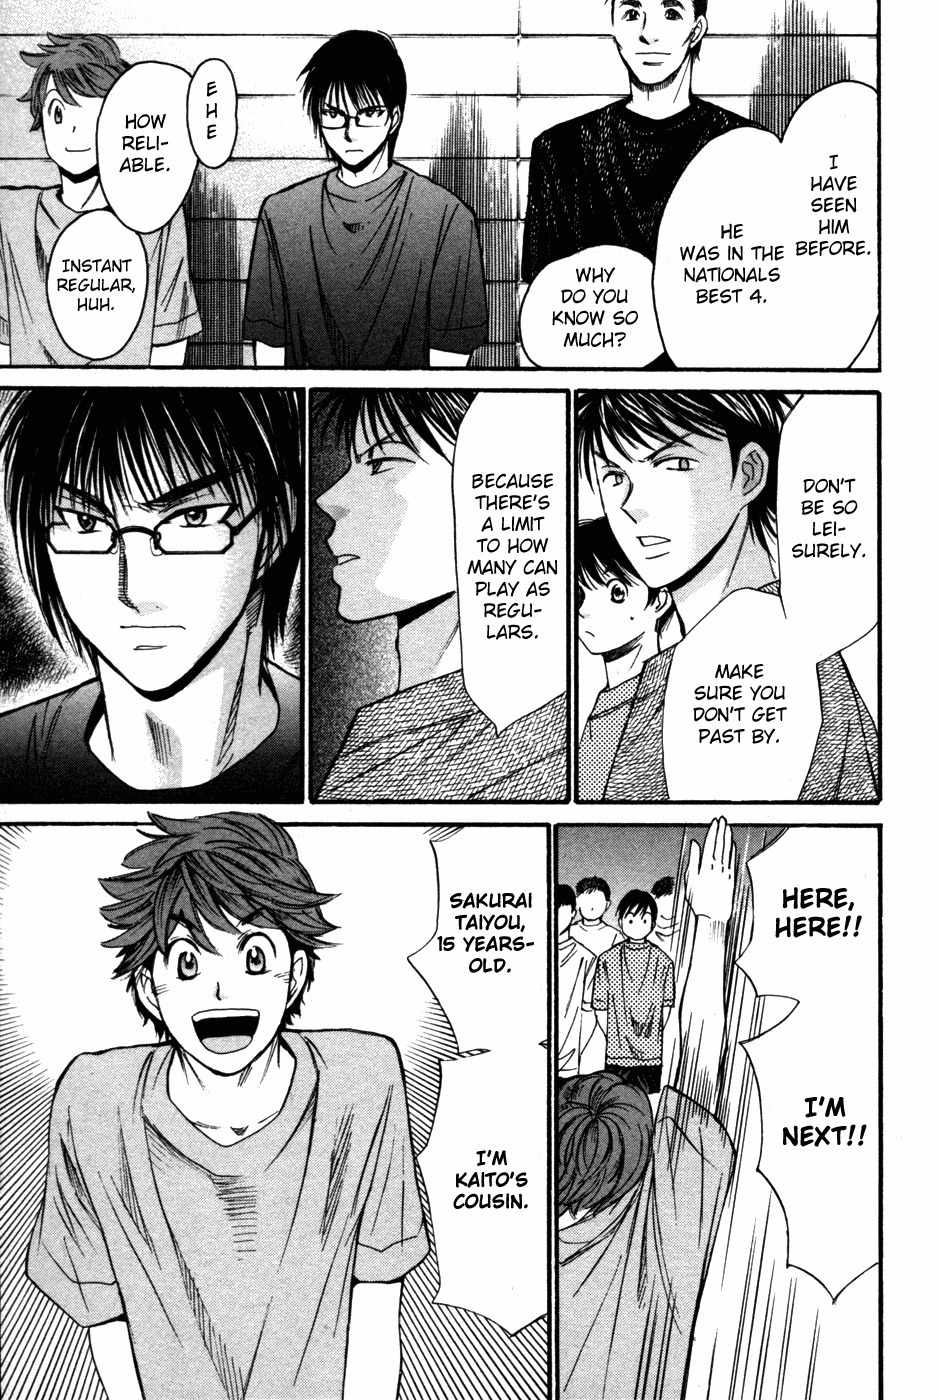 I
HAVE
SEEN
HIM
BEFORE.
HE
WAS IN THE
NATIONALS
BEST 4.
WHY
DO YOU
KNOW SO
MUCH?
E
H
E
HOW
RELI-
ABLE.
INSTANT
REGULAR,
HUH.
DON'T
BE SO
LEI-
SURELY.
MAKE
SURE YOU
DON'T GET
PAST BY.
BECAUSE
THERE'S
A LIMIT
TO HOW
MANY CAN
PLAY AS
REGU-
LARS.
HERE,
HERE!!
I'M
NEXT!!
SAKURAI
TAIYOU,
15 YEARS-
OLD.
I'M
KAITO'S
COUSIN.